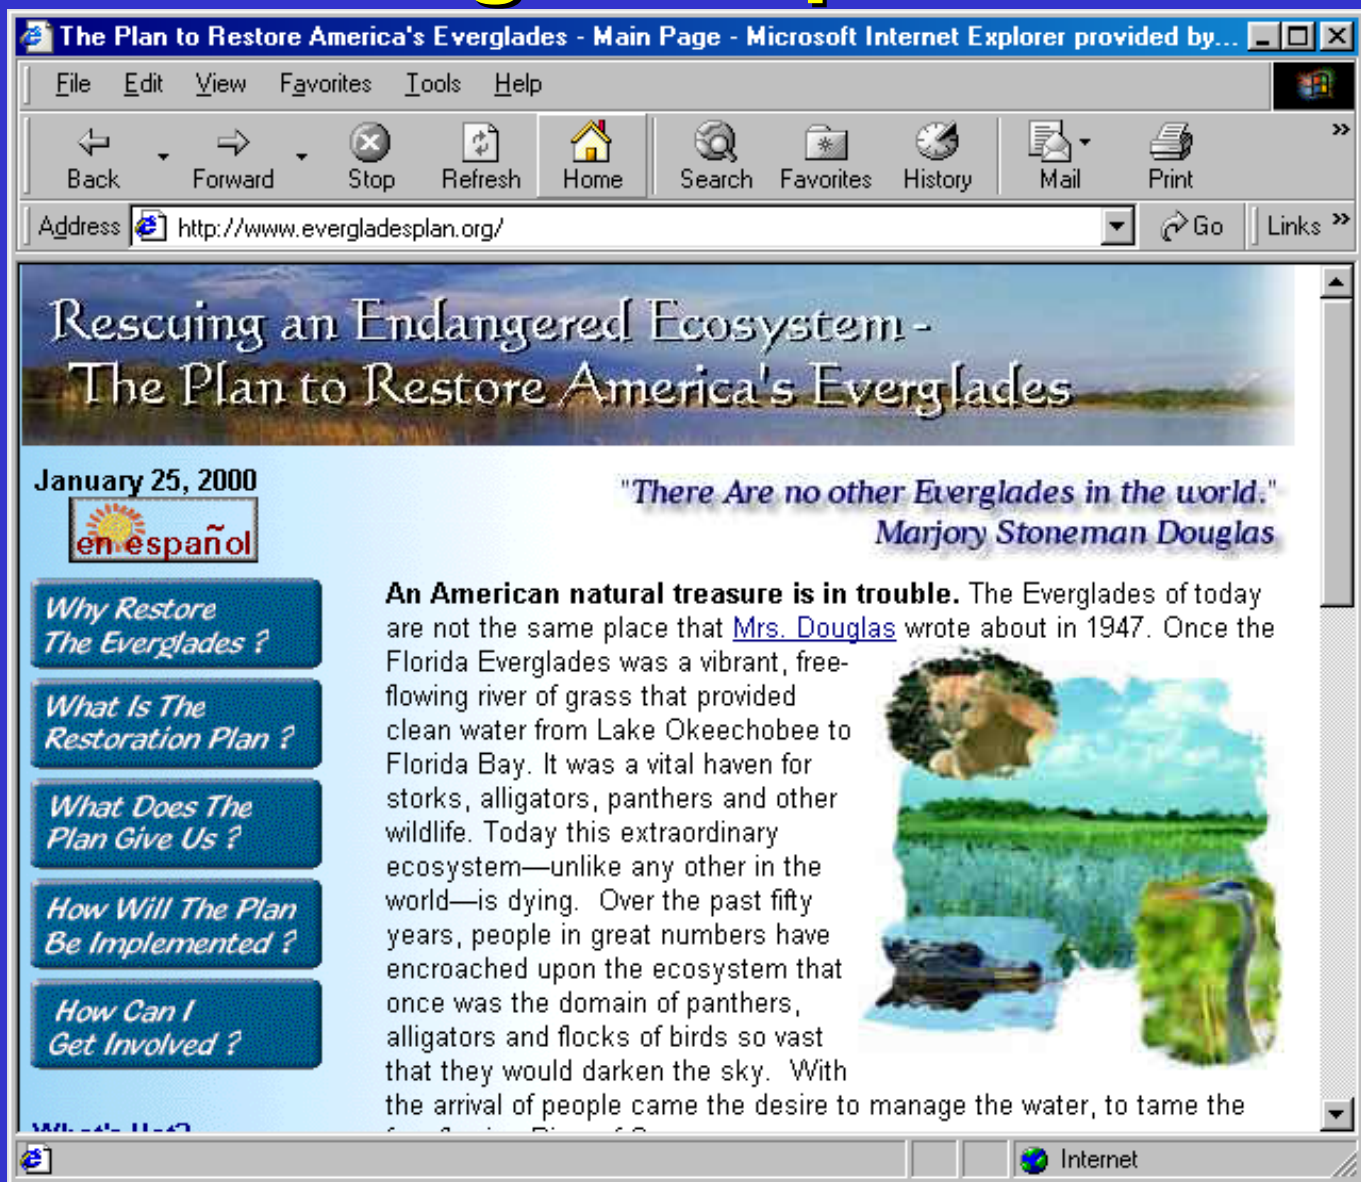 The Plan to Restore America's Everglades - Main Page - Microsoft Internet Explorer provided by...
File Edit View Favorites Tools Help
Back Forward Stop Refresh Home Search Favorites History Mail Print »
Address http://www.evergladesplan.org/ Go Links »
Rescuing an Endangered Ecosystem -
The Plan to Restore America's Everglades
January 25, 2000
en español
"There Are no other Everglades in the world."
Marjory Stoneman Douglas
Why Restore
The Everglades ?
What Is The
Restoration Plan ?
What Does The
Plan Give Us ?
How Will The Plan
Be Implemented ?
How Can I
Get Involved ?
An American natural treasure is in trouble. The Everglades of today
are not the same place that Mrs. Douglas wrote about in 1947. Once the
Florida Everglades was a vibrant, free-
flowing river of grass that provided
clean water from Lake Okeechobee to
Florida Bay. It was a vital haven for
storks, alligators, panthers and other
wildlife. Today this extraordinary
ecosystem—unlike any other in the
world—is dying. Over the past fifty
years, people in great numbers have
encroached upon the ecosystem that
once was the domain of panthers,
alligators and flocks of birds so vast
that they would darken the sky. With
the arrival of people came the desire to manage the water, to tame the
Internet